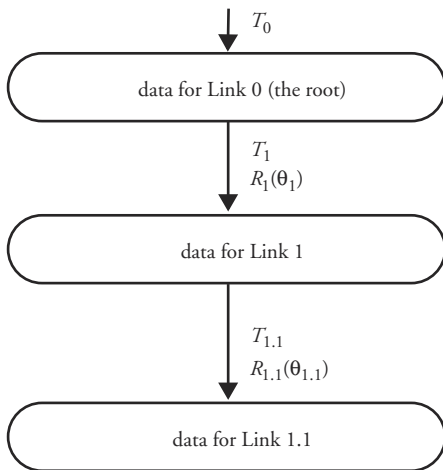 T₀
data for Link 0 (the root)
T₁
R₁(θ₁)
data for Link 1
T₁.₁
R₁.₁(θ₁.₁)
data for Link 1.1